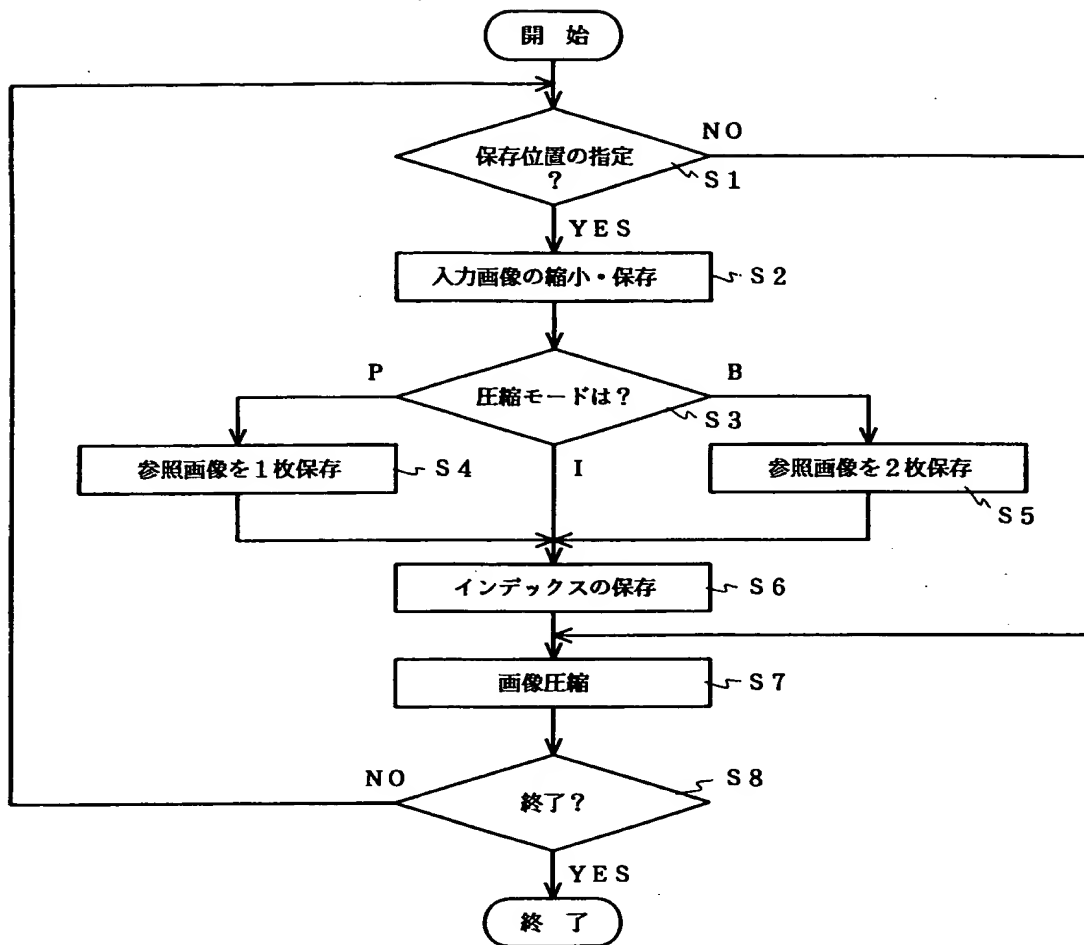 開 始
NO
保存位置の指定
?
S1
YES
入力画像の縮小・保存
S2
P
B
圧縮モードは?
S3
参照画像を1枚保存
S4
I
参照画像を2枚保存
S5
インデックスの保存
S6
画像圧縮
S7
NO
S8
終了?
YES
終 了